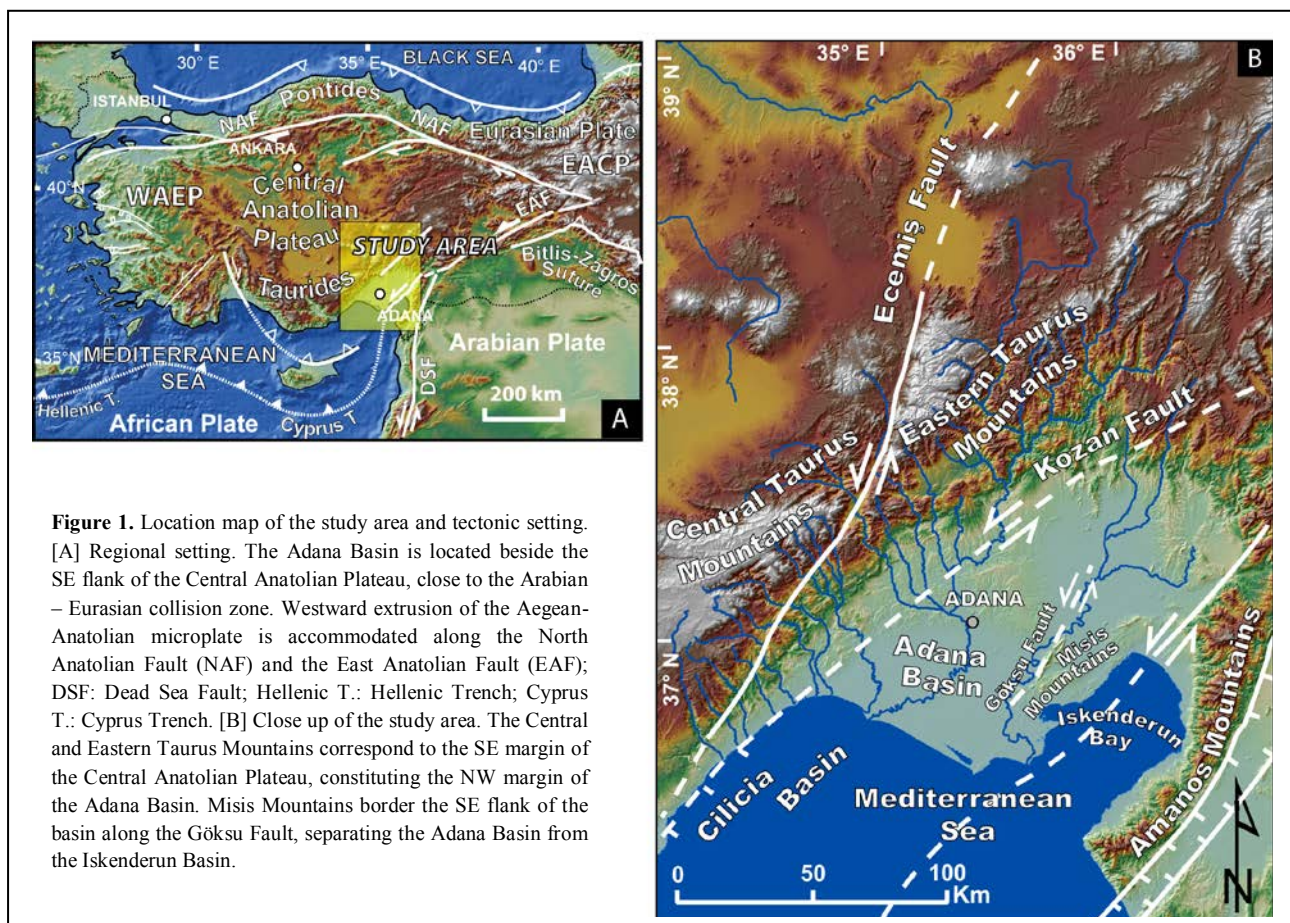 30° E
35° E
BLACK SEA
40° E
ISTANBUL
Pontides
NAF
NAF
Eurasian Plate
ANKARA
EACP
40°N
WAEP
Central
Anatolian
Plateau
EAF
STUDY AREA
Bitlis-Zagros
Suture
Taurides
ADANA
35°N
MEDITERRANEAN
SEA
Arabian Plate
DSF
Hellenic T.
200 km
African Plate
Cyprus T
A
Figure 1. Location map of the study area and tectonic setting.
[A] Regional setting. The Adana Basin is located beside the
SE flank of the Central Anatolian Plateau, close to the Arabian
– Eurasian collision zone. Westward extrusion of the Aegean-
Anatolian microplate is accommodated along the North
Anatolian Fault (NAF) and the East Anatolian Fault (EAF);
DSF: Dead Sea Fault; Hellenic T.: Hellenic Trench; Cyprus
T.: Cyprus Trench. [B] Close up of the study area. The Central
and Eastern Taurus Mountains correspond to the SE margin of
the Central Anatolian Plateau, constituting the NW margin of
the Adana Basin. Misis Mountains border the SE flank of the
basin along the Göksu Fault, separating the Adana Basin from
the Iskenderun Basin.
35° E
36° E
B
39° N
Ecemiş Fault
38° N
Eastern Taurus
Mountains
Central Taurus
Mountains
Kozan Fault
ADANA
37° N
Adana
Basin
Göksu Fault
Misis
Mountains
Iskenderun
Bay
Cilicia Basin
Mediterranean
Sea
Amanos Mountains
0
50
100
Km
N